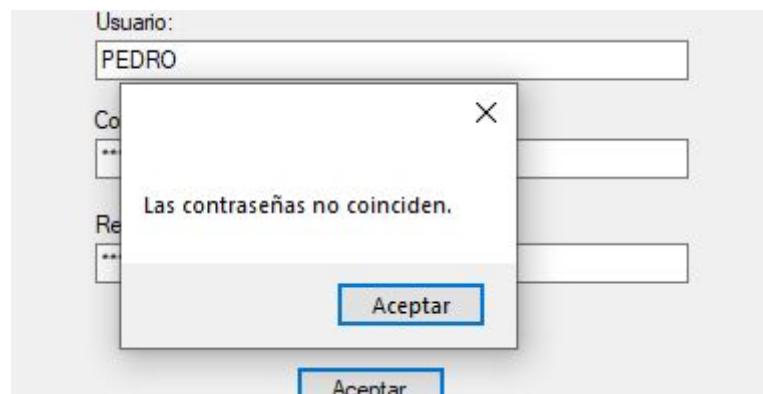 Usuario:
PEDRO
Co
***
Las contraseñas no coinciden.
Re
***
Aceptar
Aceptar